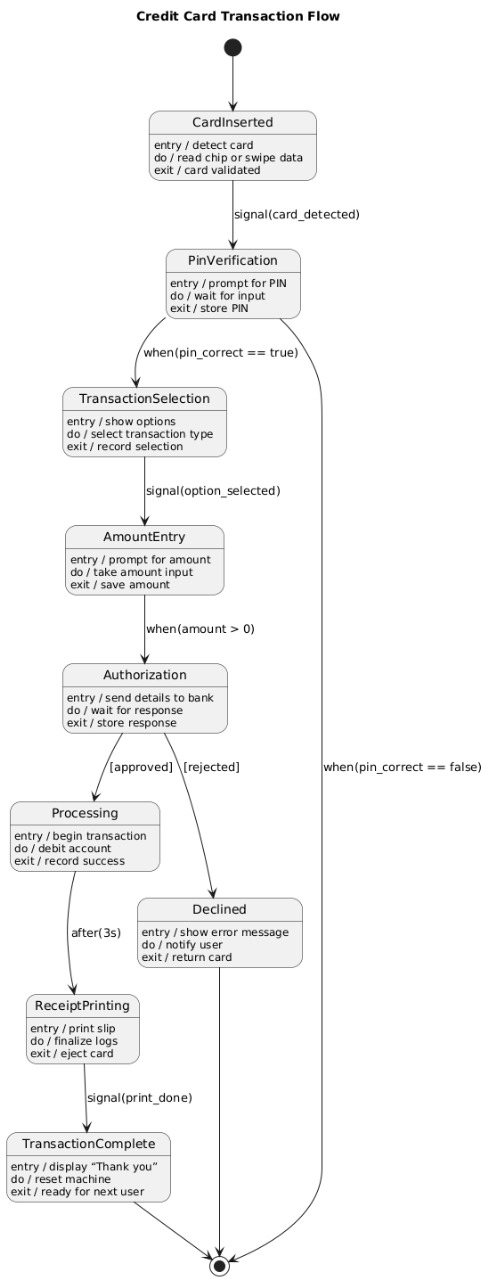 Credit Card Transaction Flow
CardInserted
entry / detect card
do / read chip or swipe data
exit / card validated
signal(card_detected)
PinVerification
entry / prompt for PIN
do / wait for input
exit / store PIN
when(pin_correct == true)
TransactionSelection
entry / show options
do / select transaction type
exit / record selection
signal(option_selected)
AmountEntry
entry / prompt for amount
do / take amount input
exit / save amount
when(amount > 0)
Authorization
entry / send details to bank
do / wait for response
exit / store response
[approved]
[rejected]
when(pin_correct == false)
Processing
entry / begin transaction
do / debit account
exit / record success
Declined
entry / show error message
do / notify user
exit / return card
after(3s)
ReceiptPrinting
entry / print slip
do / finalize logs
exit / eject card
signal(print_done)
TransactionComplete
entry / display “Thank you”
do / reset machine
exit / ready for next user